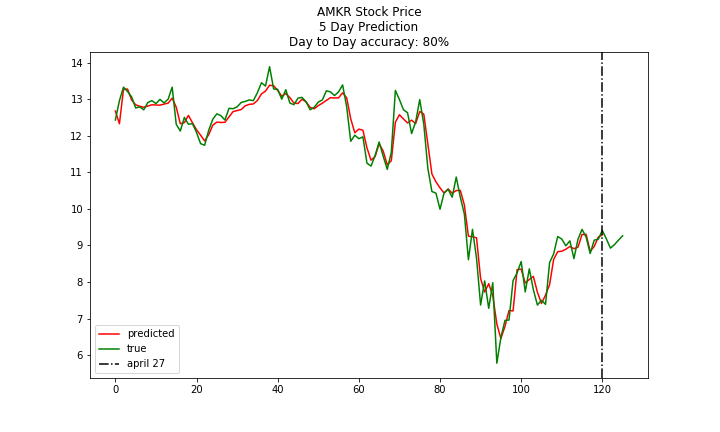 AMKR Stock Price
5 Day Prediction
Day to Day accuracy: 80%
14
13
12
11
10
9
8
7
6
predicted
true
april 27
0 20 40 60 80 100 120